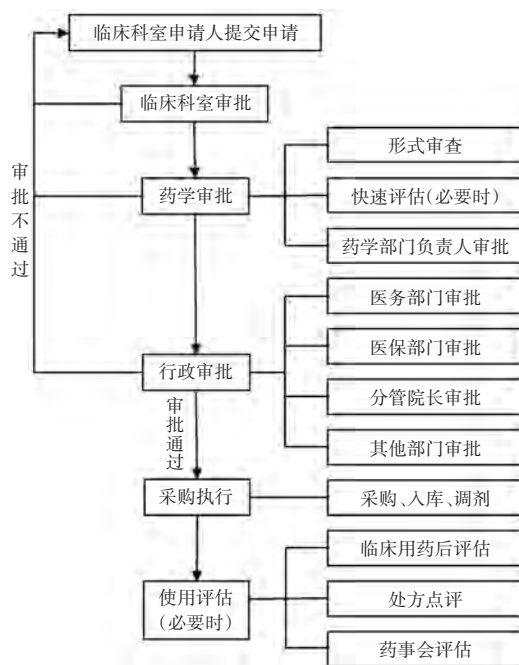 临床科室申请人提交申请
临床科室审批
形式审查
药学审批
快速评估(必要时)
药学部门负责人审批
审批不通过
医务部门审批
医保部门审批
行政审批
分管院长审批
审批通过
其他部门审批
采购执行
采购、入库、调剂
临床用药后评估
使用评估
(必要时)
处方点评
药事会评估